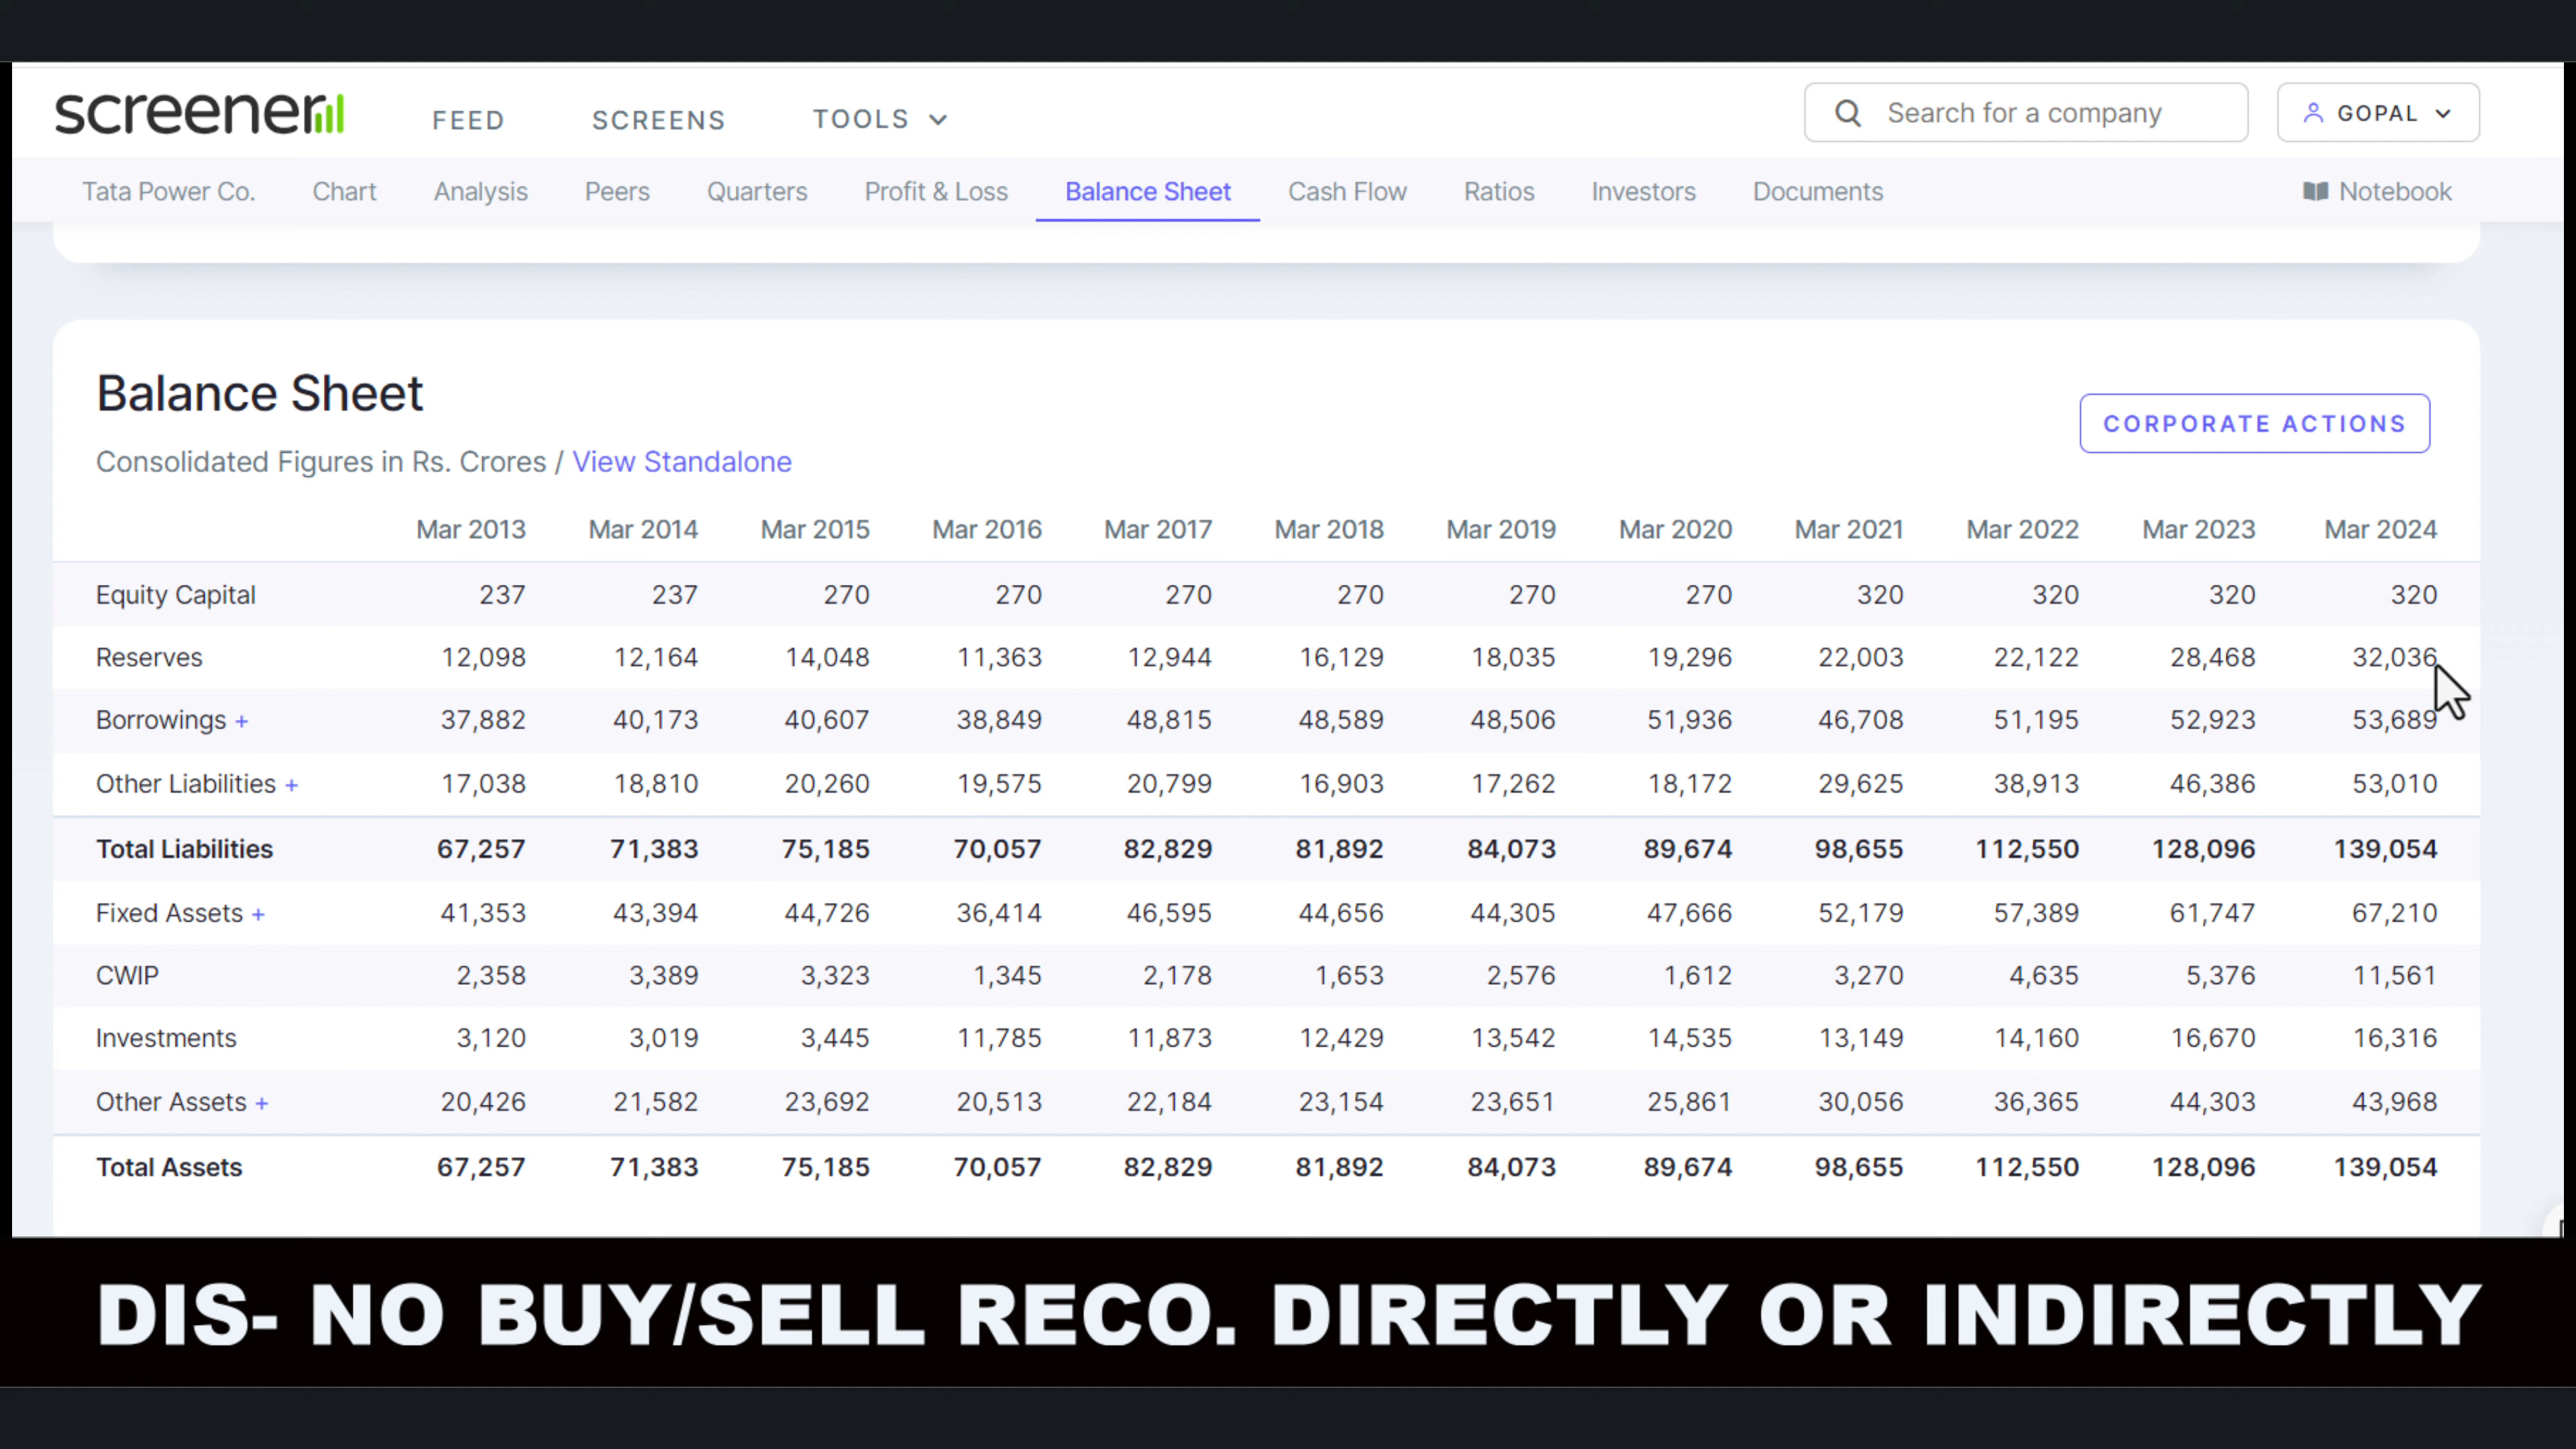 screener FEED SCREENS TOOLS Search for a company GOPAL
Tata Power Co. Chart Analysis Peers Quarters Profit & Loss Balance Sheet Cash Flow Ratios Investors Documents Notebook
Balance Sheet
CORPORATE ACTIONS
Consolidated Figures in Rs. Crores / View Standalone
Mar 2013 Mar 2014 Mar 2015 Mar 2016 Mar 2017 Mar 2018 Mar 2019 Mar 2020 Mar 2021 Mar 2022 Mar 2023 Mar 2024
Equity Capital 237 237 270 270 270 270 270 270 320 320 320 320
Reserves 12,098 12,164 14,048 11,363 12,944 16,129 18,035 19,296 22,003 22,122 28,468 32,036
Borrowings + 37,882 40,173 40,607 38,849 48,815 48,589 48,506 51,936 46,708 51,195 52,923 53,689
Other Liabilities + 17,038 18,810 20,260 19,575 20,799 16,903 17,262 18,172 29,625 38,913 46,386 53,010
Total Liabilities 67,257 71,383 75,185 70,057 82,829 81,892 84,073 89,674 98,655 112,550 128,096 139,054
Fixed Assets + 41,353 43,394 44,726 36,414 46,595 44,656 44,305 47,666 52,179 57,389 61,747 67,210
CWIP 2,358 3,389 3,323 1,345 2,178 1,653 2,576 1,612 3,270 4,635 5,376 11,561
Investments 3,120 3,019 3,445 11,785 11,873 12,429 13,542 14,535 13,149 14,160 16,670 16,316
Other Assets + 20,426 21,582 23,692 20,513 22,184 23,154 23,651 25,861 30,056 36,365 44,303 43,968
Total Assets 67,257 71,383 75,185 70,057 82,829 81,892 84,073 89,674 98,655 112,550 128,096 139,054
DIS- NO BUY/SELL RECO. DIRECTLY OR INDIRECTLY